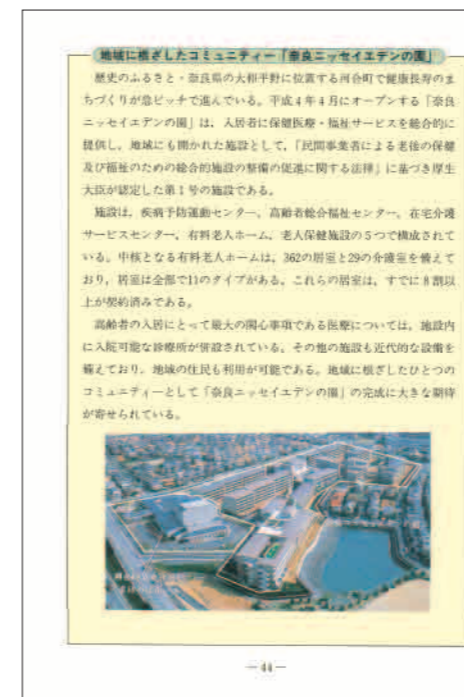 地域に根ざしたコミュニティー「奈良ニッセイエデンの園」
歴史のふるさと・奈良県の大和平野に位置する河合町で健康長寿のま
ちづくりが急ピッチで進んでいる。平成4年4月にオープンする「奈良
ニッセイエデンの園」は，入居者に保健医療・福祉サービスを総合的に
提供し，地域にも開かれた施設として，「民間事業者による老後の保健
及び福祉のための総合的施設の整備の促進に関する法律」に基づき厚生
大臣が認定した第1号の施設である。
施設は，疾病予防運動センター，高齢者総合福祉センター，在宅介護
サービスセンター，有料老人ホーム，老人保健施設の5つで構成されて
いる。中核となる有料老人ホームは，362の居室と29の介護室を備えて
おり，居室は全部で11のタイプがある。これらの居室は，すでに8割以
上が契約済みである。
高齢者の入居にとって最大の関心事項である医療については，施設内
に入院可能な診療所が併設されている。その他の施設も近代的な設備を
備えており，地域の住民も利用が可能である。地域に根ざしたひとつの
コミュニティーとして「奈良ニッセイエデンの園」の完成に大きな期待
が寄せられている。
—44—